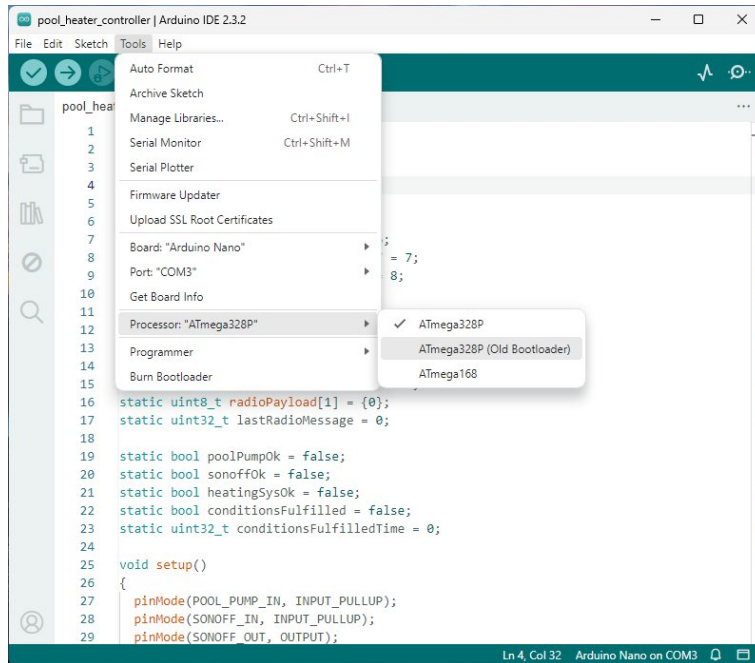 pool_heater_controller | Arduino IDE 2.3.2
File Edit Sketch Tools Help
Auto Format Ctrl+T
Archive Sketch
Manage Libraries... Ctrl+Shift+I
Serial Monitor Ctrl+Shift+M
Serial Plotter
Firmware Updater
Upload SSL Root Certificates
Board: "Arduino Nano"
Port: "COM3"
Get Board Info
Processor: "ATmega328P"
Programmer
Burn Bootloader
ATmega328P
ATmega328P (Old Bootloader)
ATmega168
pool_hea
1
2
3
4
5
6
7 ;
8 = 7;
9 8;
10
11
12
13
14
15
16 static uint8_t radioPayload[1] = {0};
17 static uint32_t lastRadioMessage = 0;
18
19 static bool poolPumpOk = false;
20 static bool sonoffOk = false;
21 static bool heatingSysOk = false;
22 static bool conditionsFulfilled = false;
23 static uint32_t conditionsFulfilledTime = 0;
24
25 void setup()
26 {
27 pinMode(POOL_PUMP_IN, INPUT_PULLUP);
28 pinMode(SONOFF_IN, INPUT_PULLUP);
29 pinMode(SONOFF_OUT, OUTPUT);
Ln 4, Col 32 Arduino Nano on COM3